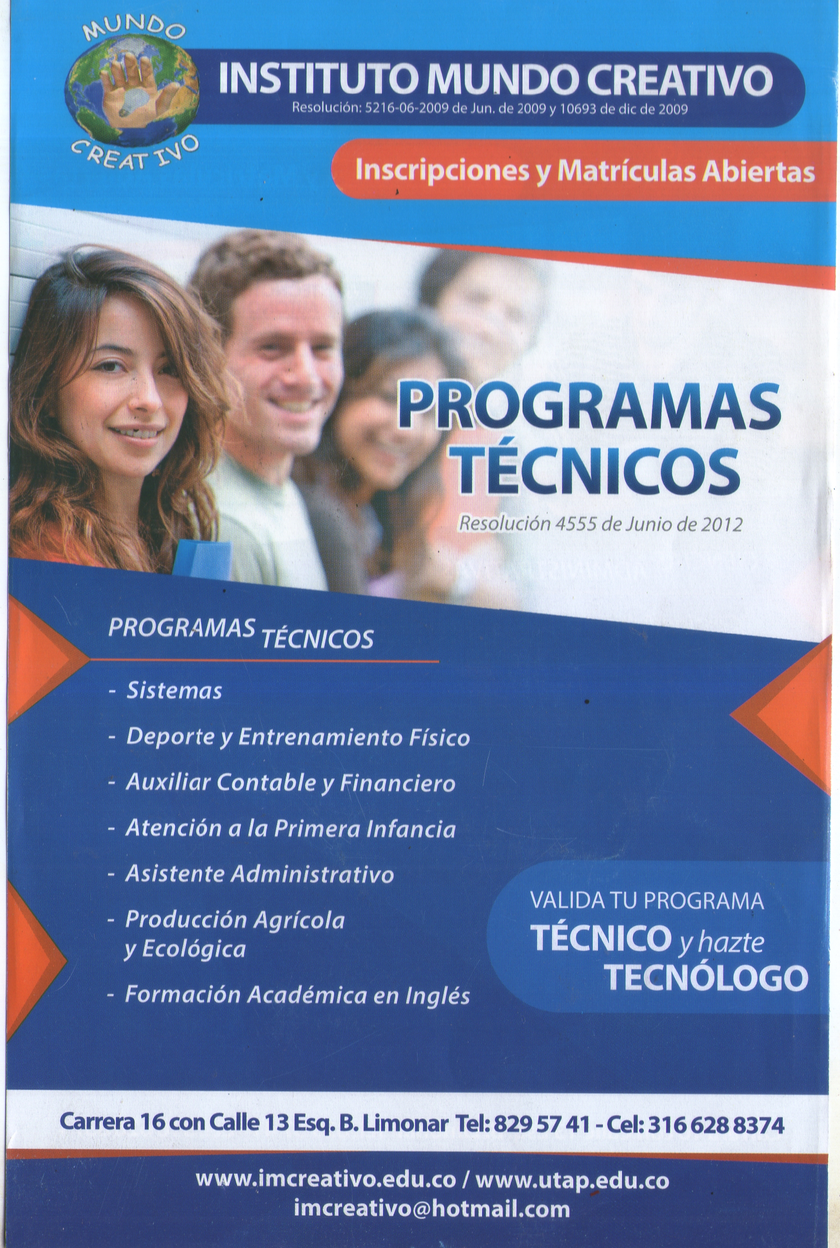 MUNDO
CREATIVO
INSTITUTO MUNDO CREATIVO
Resolución: 5216-06-2009 de Jun. de 2009 y 10693 de dic de 2009
Inscripciones y Matrículas Abiertas
PROGRAMAS
TÉCNICOS
Resolución 4555 de Junio de 2012
PROGRAMAS TÉCNICOS
- Sistemas
- Deporte y Entrenamiento Físico
- Auxiliar Contable y Financiero
- Atención a la Primera Infancia
- Asistente Administrativo
- Producción Agrícola
y Ecológica
- Formación Académica en Inglés
VALIDA TU PROGRAMA
TÉCNICO y hazte
TECNÓLOGO
Carrera 16 con Calle 13 Esq. B. Limonar Tel: 829 57 41 - Cel: 316 628 8374
www.imcreativo.edu.co / www.utap.edu.co
imcreativo@hotmail.com